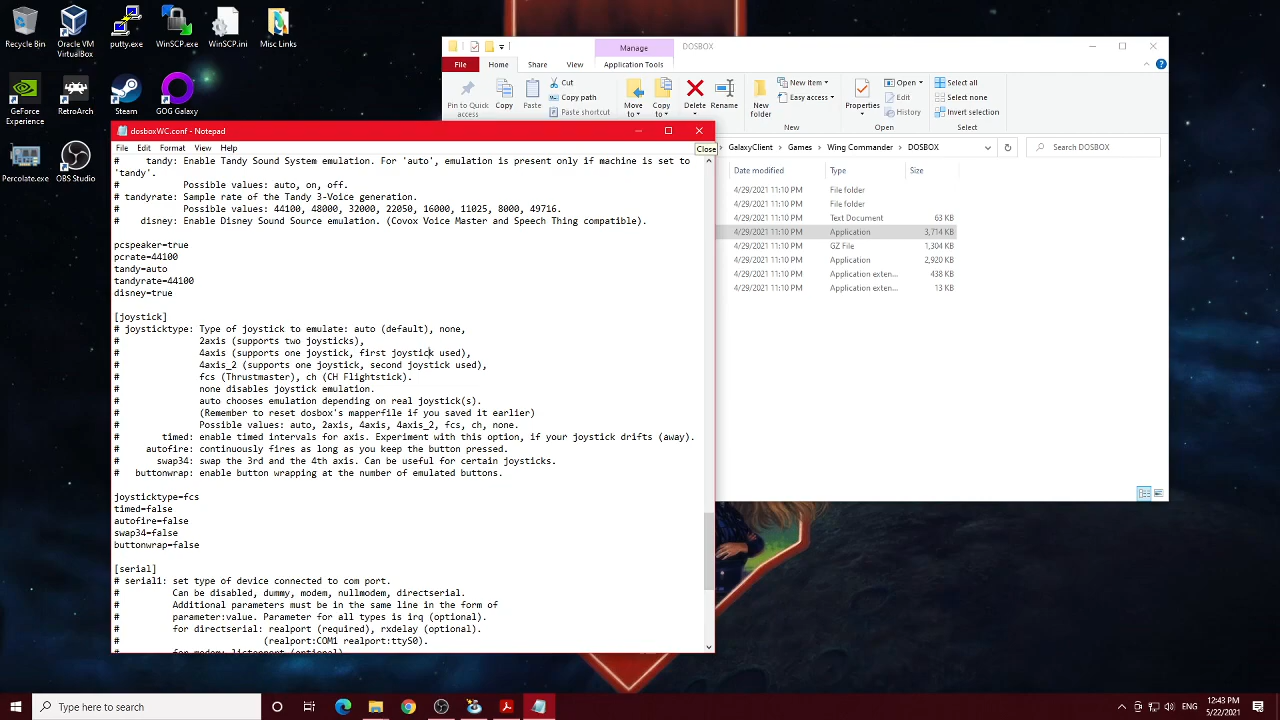 Recycle Bin
Oracle VM VirtualBox
putty.exe
WinSCP.exe
WinSCP.ini
Misc Links
GeForce Experience
RetroArch
Steam
GOG Galaxy
Percolate.exe
OBS Studio
Manage
DOSBOX
File
Home
Share
View
Application Tools
Pin to Quick access
Copy
Paste
Cut
Copy path
Paste shortcut
Move to
Copy to
Delete
Rename
New folder
New item
Easy access
New
Properties
Open
Edit
History
Open
Select all
Select none
Invert selection
Select
GalaxyClient > Games > Wing Commander > DOSBOX
Search DOSBOX
Date modified Type Size
4/29/2021 11:10 PM File folder
4/29/2021 11:10 PM File folder
4/29/2021 11:10 PM Text Document 63 KB
4/29/2021 11:10 PM Application 3,714 KB
4/29/2021 11:10 PM GZ File 1,304 KB
4/29/2021 11:10 PM Application 2,920 KB
4/29/2021 11:10 PM Application exten... 438 KB
4/29/2021 11:10 PM Application exten... 13 KB
dosboxWC.conf - Notepad
Close
File Edit Format View Help
# tandy: Enable Tandy Sound System emulation. For 'auto', emulation is present only if machine is set to
'tandy'.
# Possible values: auto, on, off.
# tandyrate: Sample rate of the Tandy 3-Voice generation.
# Possible values: 44100, 48000, 32000, 22050, 16000, 11025, 8000, 49716.
# disney: Enable Disney Sound Source emulation. (Covox Voice Master and Speech Thing compatible).
pcspeaker=true
pcrate=44100
tandy=auto
tandyrate=44100
disney=true
[joystick]
# joysticktype: Type of joystick to emulate: auto (default), none,
# 2axis (supports two joysticks),
# 4axis (supports one joystick, first joystick used),
# 4axis_2 (supports one joystick, second joystick used),
# fcs (Thrustmaster), ch (CH Flightstick).
# none disables joystick emulation.
# auto chooses emulation depending on real joystick(s).
# (Remember to reset dosbox's mapperfile if you saved it earlier)
# Possible values: auto, 2axis, 4axis, 4axis_2, fcs, ch, none.
# timed: enable timed intervals for axis. Experiment with this option, if your joystick drifts (away).
# autofire: continuously fires as long as you keep the button pressed.
# swap34: swap the 3rd and the 4th axis. Can be useful for certain joysticks.
# buttonwrap: enable button wrapping at the number of emulated buttons.
joysticktype=fcs
timed=false
autofire=false
swap34=false
buttonwrap=false
[serial]
# serial1: set type of device connected to com port.
# Can be disabled, dummy, modem, nullmodem, directserial.
# Additional parameters must be in the same line in the form of
# parameter:value. Parameter for all types is irq (optional).
# for directserial: realport (required), rxdelay (optional).
# (realport:COM1 realport:ttyS0).
# for modem: listenport (optional)
Type here to search
ENG
12:43 PM
5/22/2021